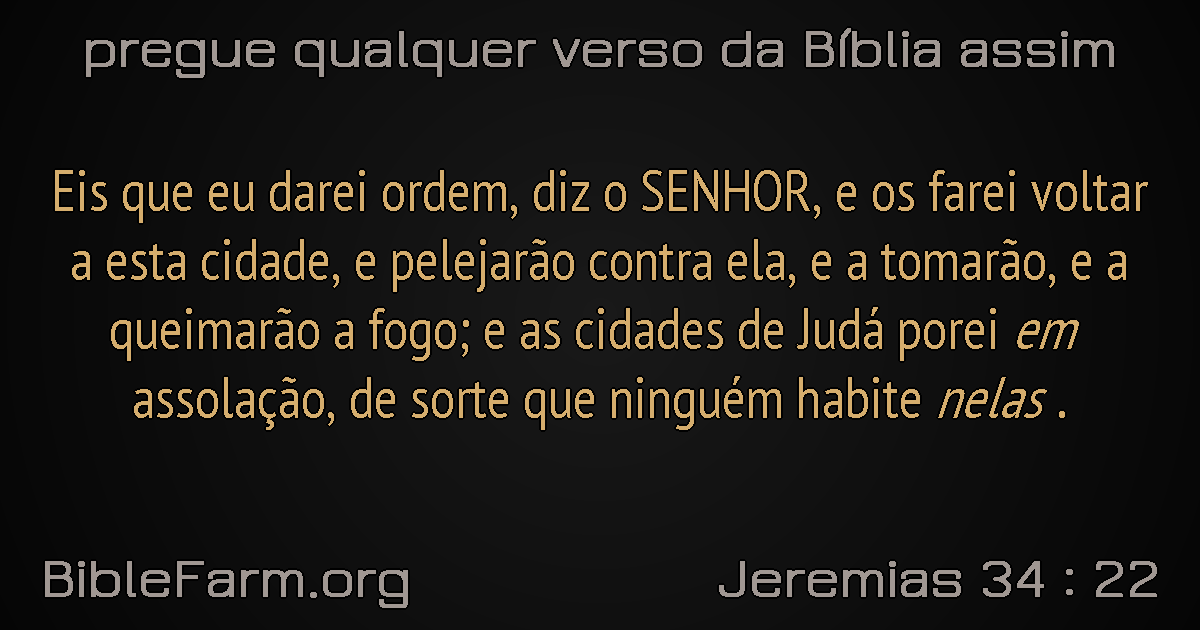 pregue qualquer verso da Bíblia assim
Eis que eu darei ordem, diz o SENHOR, e os farei voltar
a esta cidade, e pelejarão contra ela, e a tomarão, e a
queimarão a fogo; e as cidades de Judá porei em
assolação, de sorte que ninguém habite nelas .
BibleFarm.org
Jeremias 34 : 22